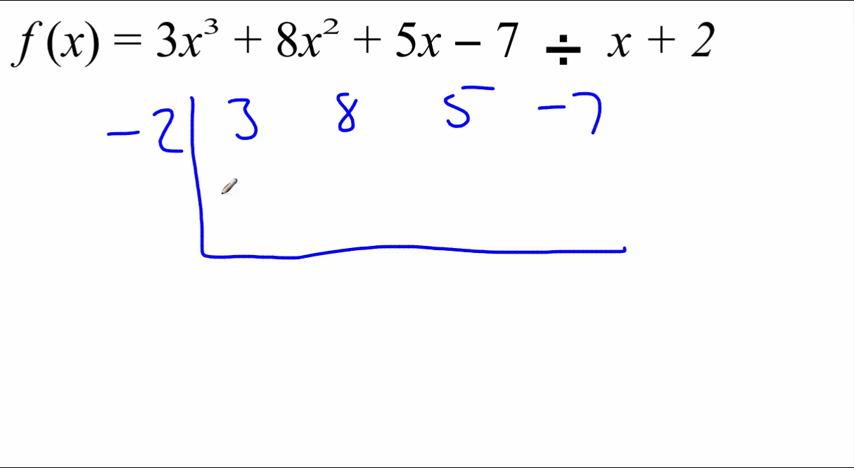 f(x) = 3x³ + 8x² + 5x − 7 ÷ x + 2
−2 3 8 5 −7